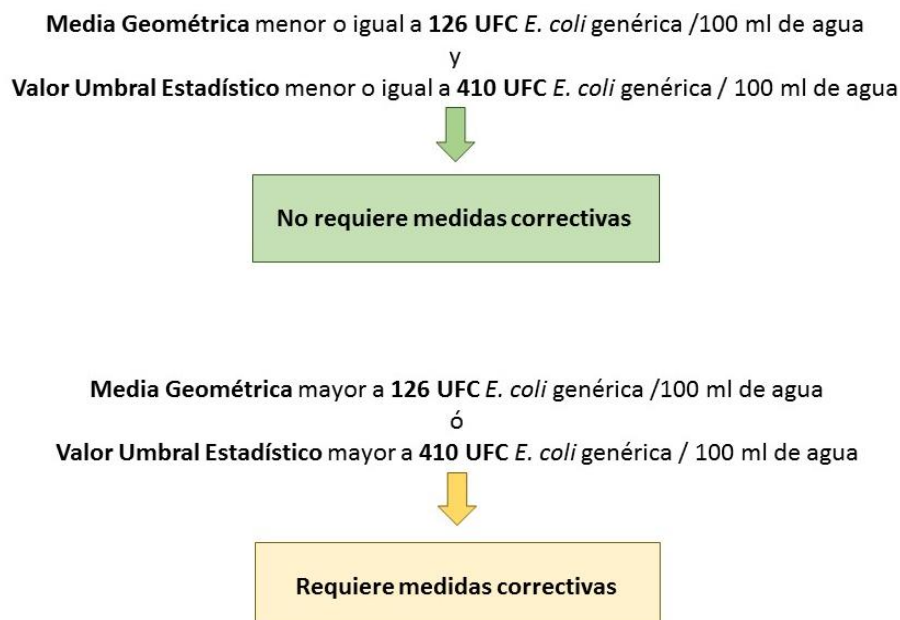 Media Geométrica menor o igual a 126 UFC E. coli genérica /100 ml de agua
y
Valor Umbral Estadístico menor o igual a 410 UFC E. coli genérica / 100 ml de agua
No requiere medidas correctivas
Media Geométrica mayor a 126 UFC E. coli genérica /100 ml de agua
ó
Valor Umbral Estadístico mayor a 410 UFC E. coli genérica / 100 ml de agua
Requiere medidas correctivas